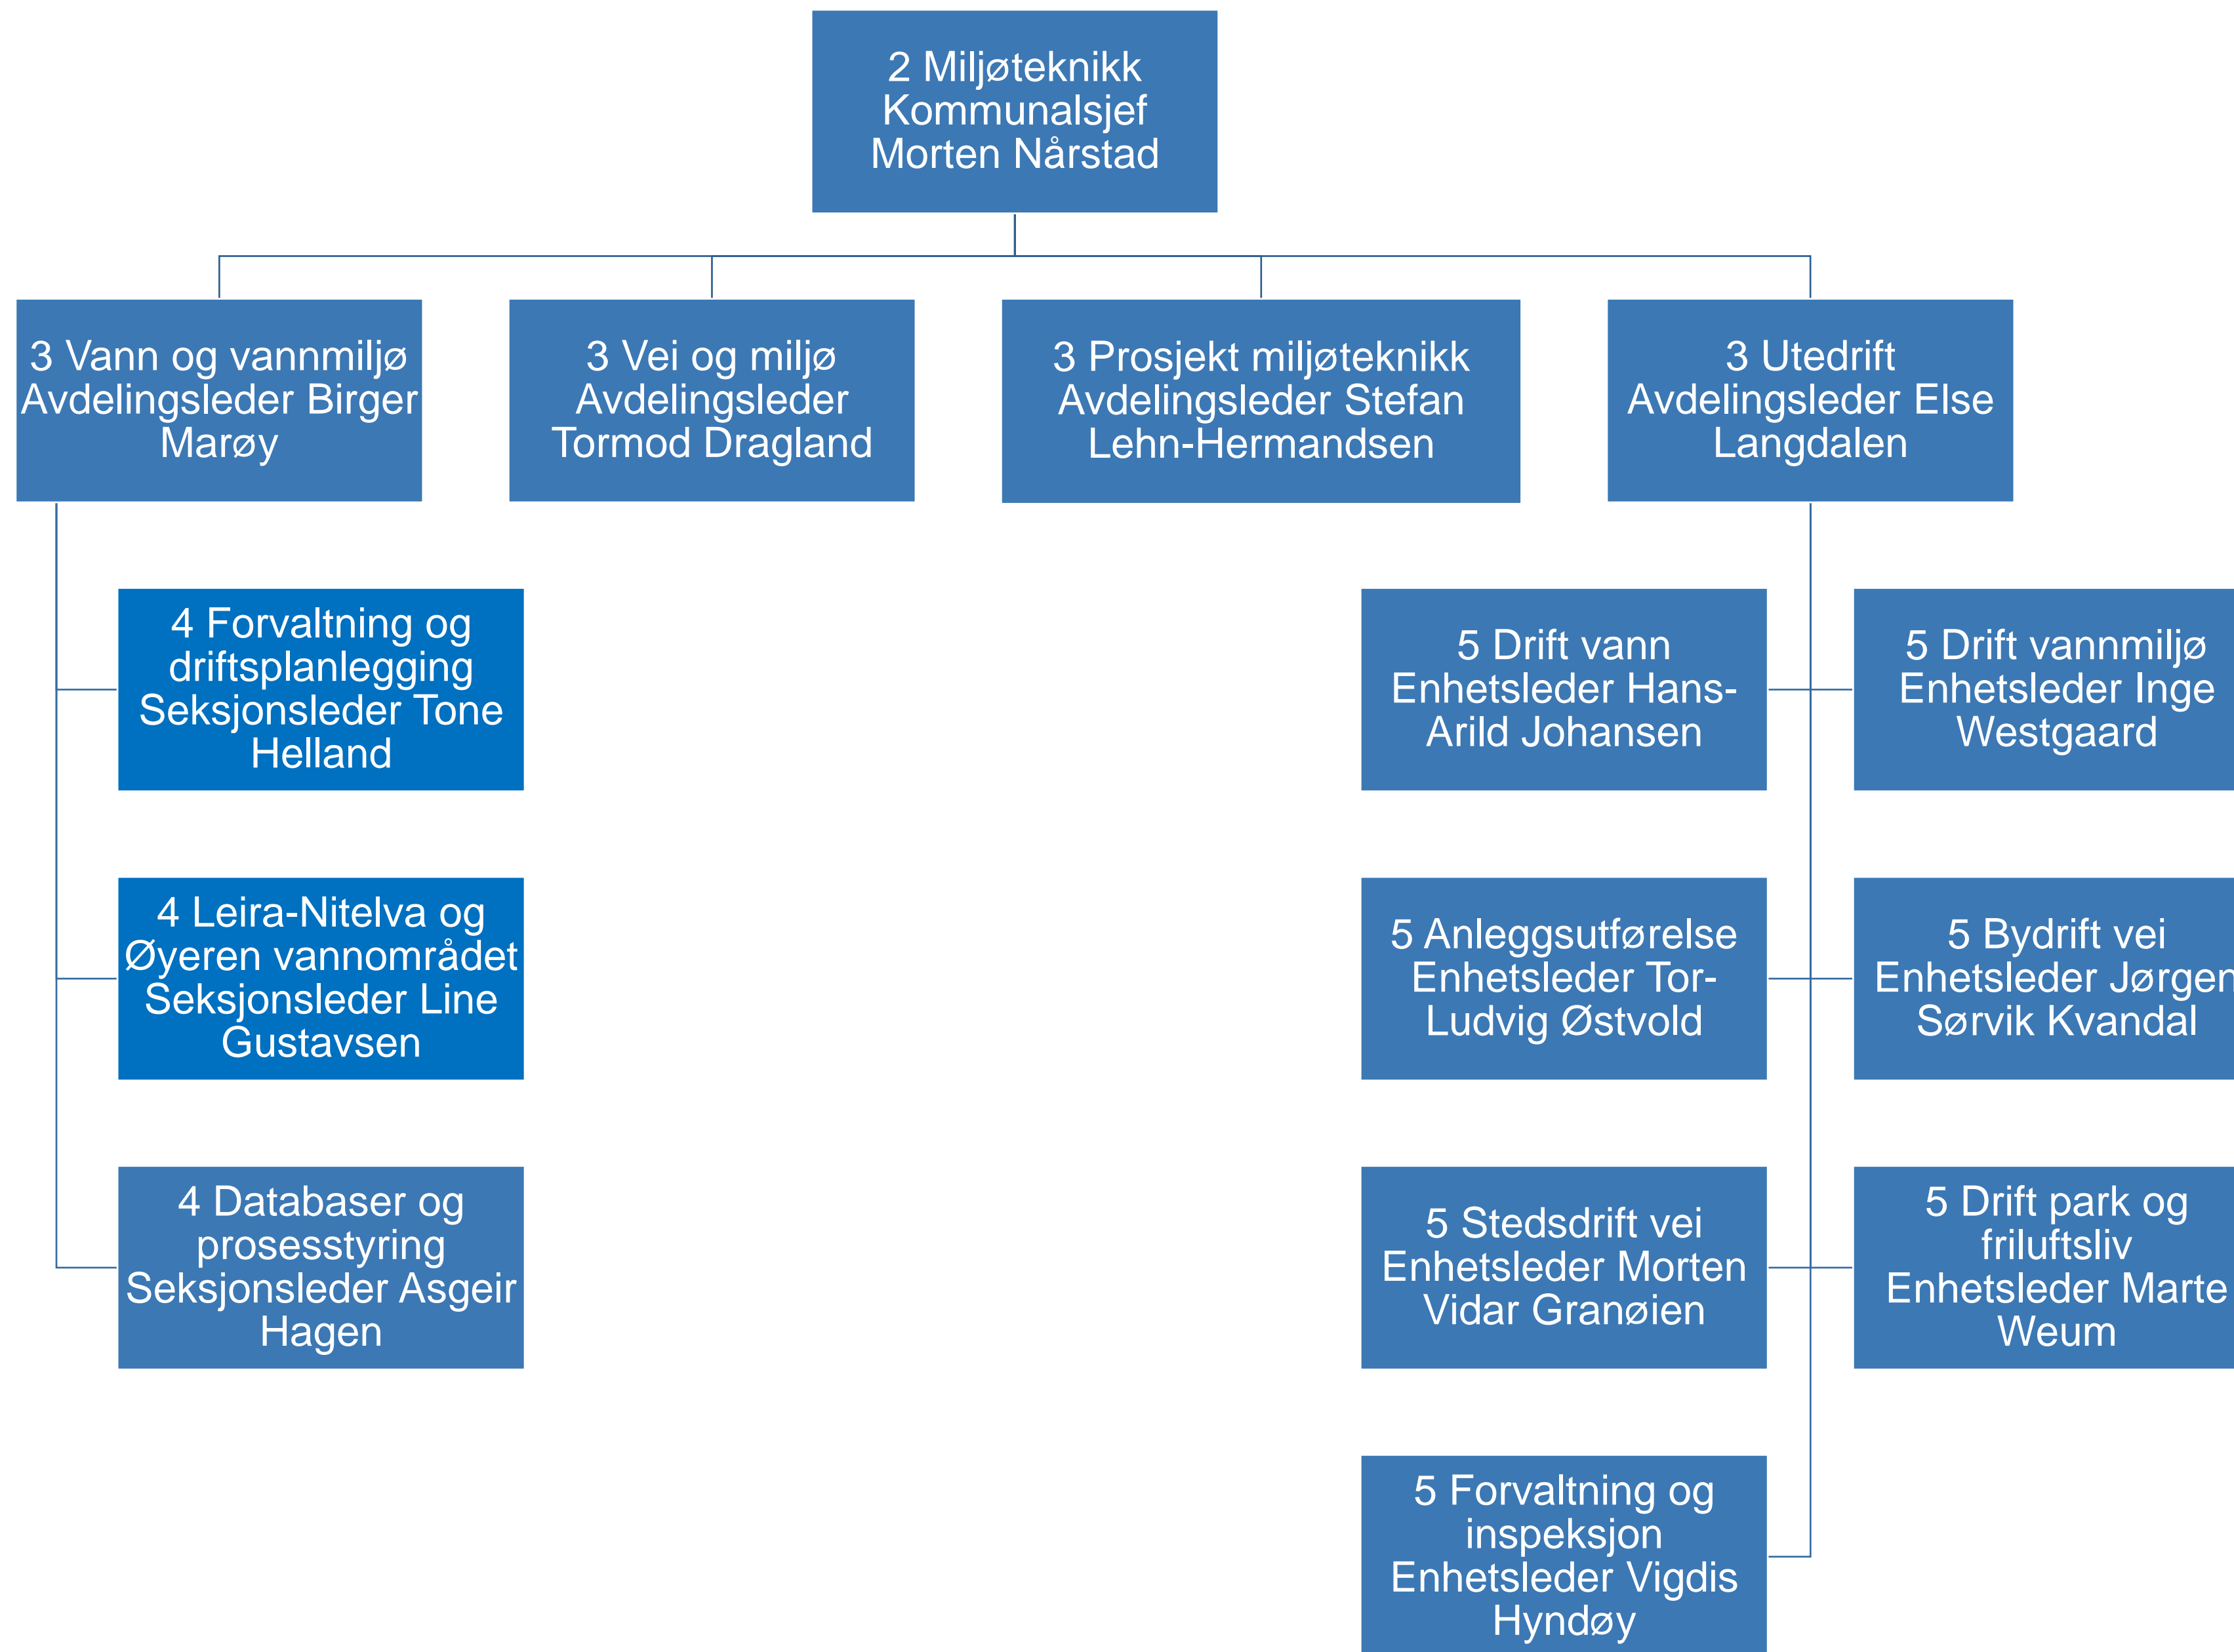 2 Miljøteknikk
Kommunalsjef
Morten Nårstad
3 Vann og vannmiljø
Avdelingsleder Birger
Marøy
3 Vei og miljø
Avdelingsleder
Tormod Dragland
3 Prosjekt miljøteknikk
Avdelingsleder Stefan
Lehn-Hermandsen
3 Utedrift
Avdelingsleder Else
Langdalen
4 Forvaltning og
driftsplanlegging
Seksjonsleder Tone
Helland
4 Leira-Nitelva og
Øyeren vannområdet
Seksjonsleder Line
Gustavsen
4 Databaser og
prosesstyring
Seksjonsleder Asgeir
Hagen
5 Drift vann
Enhetsleder Hans-
Arild Johansen
5 Drift vannmiljø
Enhetsleder Inge
Westgaard
5 Anleggsutførelse
Enhetsleder Tor-
Ludvig Østvold
5 Bydrift vei
Enhetsleder Jørgen
Sørvik Kvandal
5 Stedsdrift vei
Enhetsleder Morten
Vidar Granøien
5 Drift park og
friluftsliv
Enhetsleder Marte
Weum
5 Forvaltning og
inspeksjon
Enhetsleder Vigdis
Hyndøy